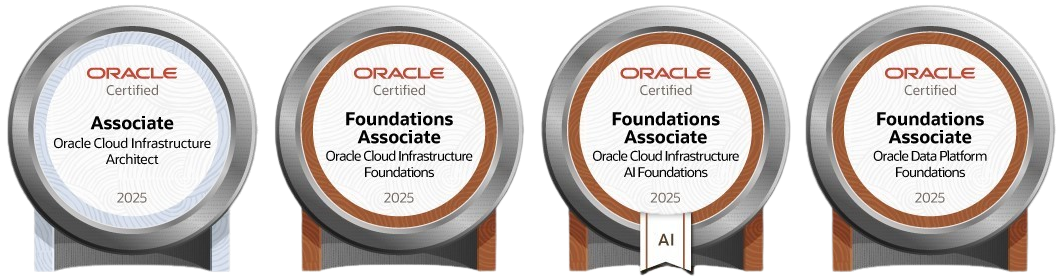 ORACLE
Certified
Associate
Oracle Cloud Infrastructure
Architect
2025
ORACLE
Certified
Foundations
Associate
Oracle Cloud Infrastructure
Foundations
2025
ORACLE
Certified
Foundations
Associate
Oracle Cloud Infrastructure
AI Foundations
2025
AI
ORACLE
Certified
Foundations
Associate
Oracle Data Platform
Foundations
2025